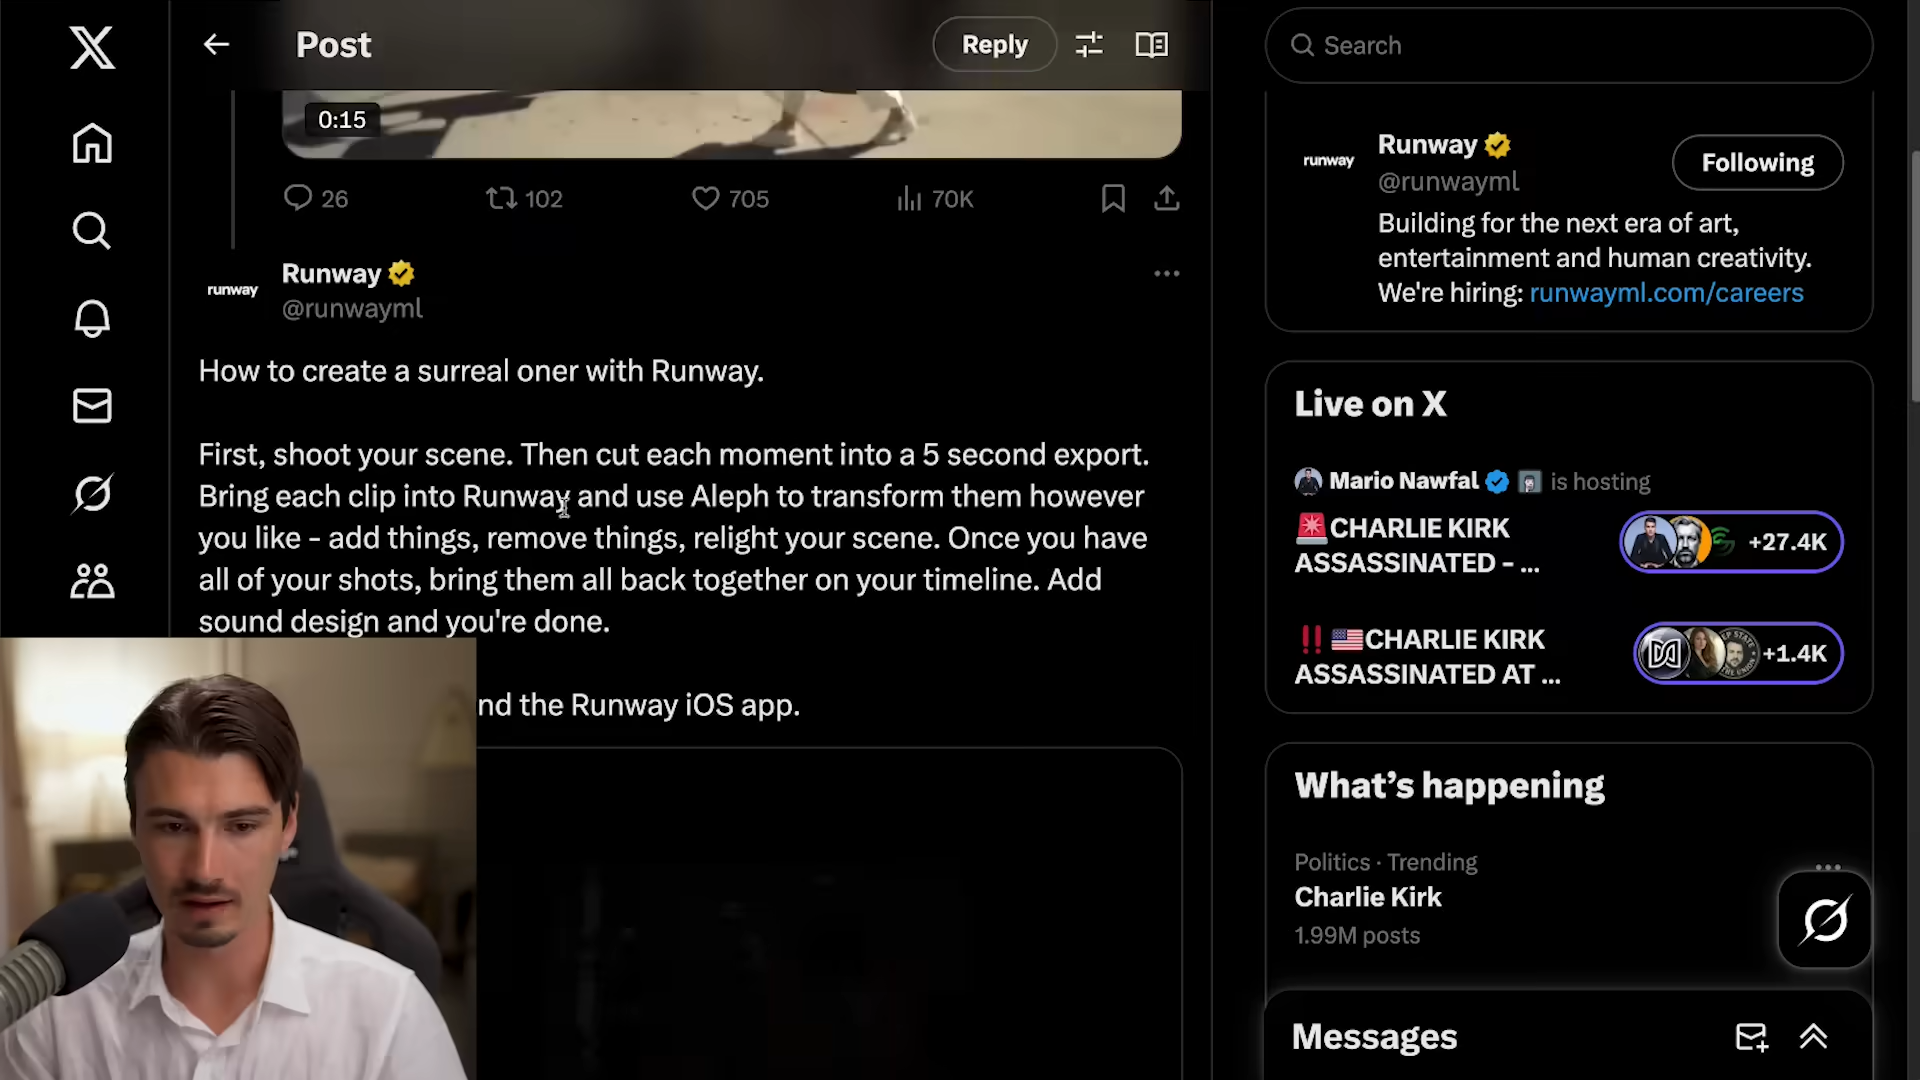 Post
Reply
0:15
26
102
705
70K
runway
Runway
@runwayml
How to create a surreal oner with Runway.
First, shoot your scene. Then cut each moment into a 5 second export.
Bring each clip into Runway and use Aleph to transform them however
you like - add things, remove things, relight your scene. Once you have
all of your shots, bring them all back together on your timeline. Add
sound design and you're done.
nd the Runway iOS app.
Search
runway
Runway
@runwayml
Following
Building for the next era of art,
entertainment and human creativity.
We're hiring: runwayml.com/careers
Live on X
Mario Nawfal is hosting
🚨CHARLIE KIRK
ASSASSINATED - ...
+27.4K
‼️🇺🇸CHARLIE KIRK
ASSASSINATED AT ...
+1.4K
What's happening
Politics · Trending
Charlie Kirk
1.99M posts
Messages